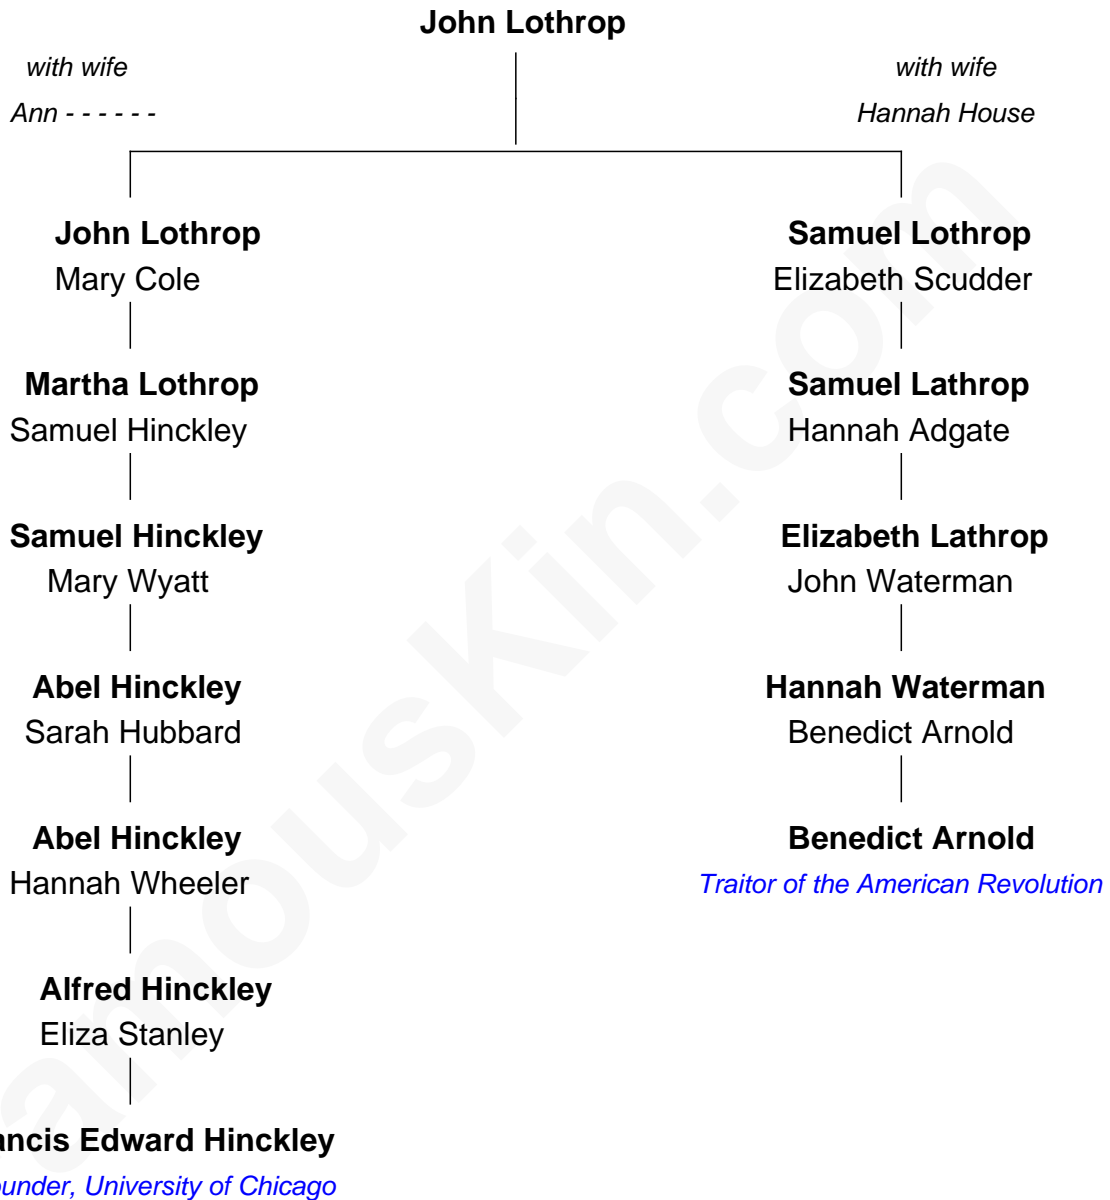 John Lothrop
with wife
Ann - - - - - -
with wife
Hannah House
John Lothrop
Mary Cole
Samuel Lothrop
Elizabeth Scudder
Martha Lothrop
Samuel Hinckley
Samuel Lathrop
Hannah Adgate
Samuel Hinckley
Mary Wyatt
Elizabeth Lathrop
John Waterman
Abel Hinckley
Sarah Hubbard
Hannah Waterman
Benedict Arnold
Abel Hinckley
Hannah Wheeler
Benedict Arnold
Traitor of the American Revolution
Alfred Hinckley
Eliza Stanley
ancis Edward Hinckley
ounder, University of Chicago
amouskin.com